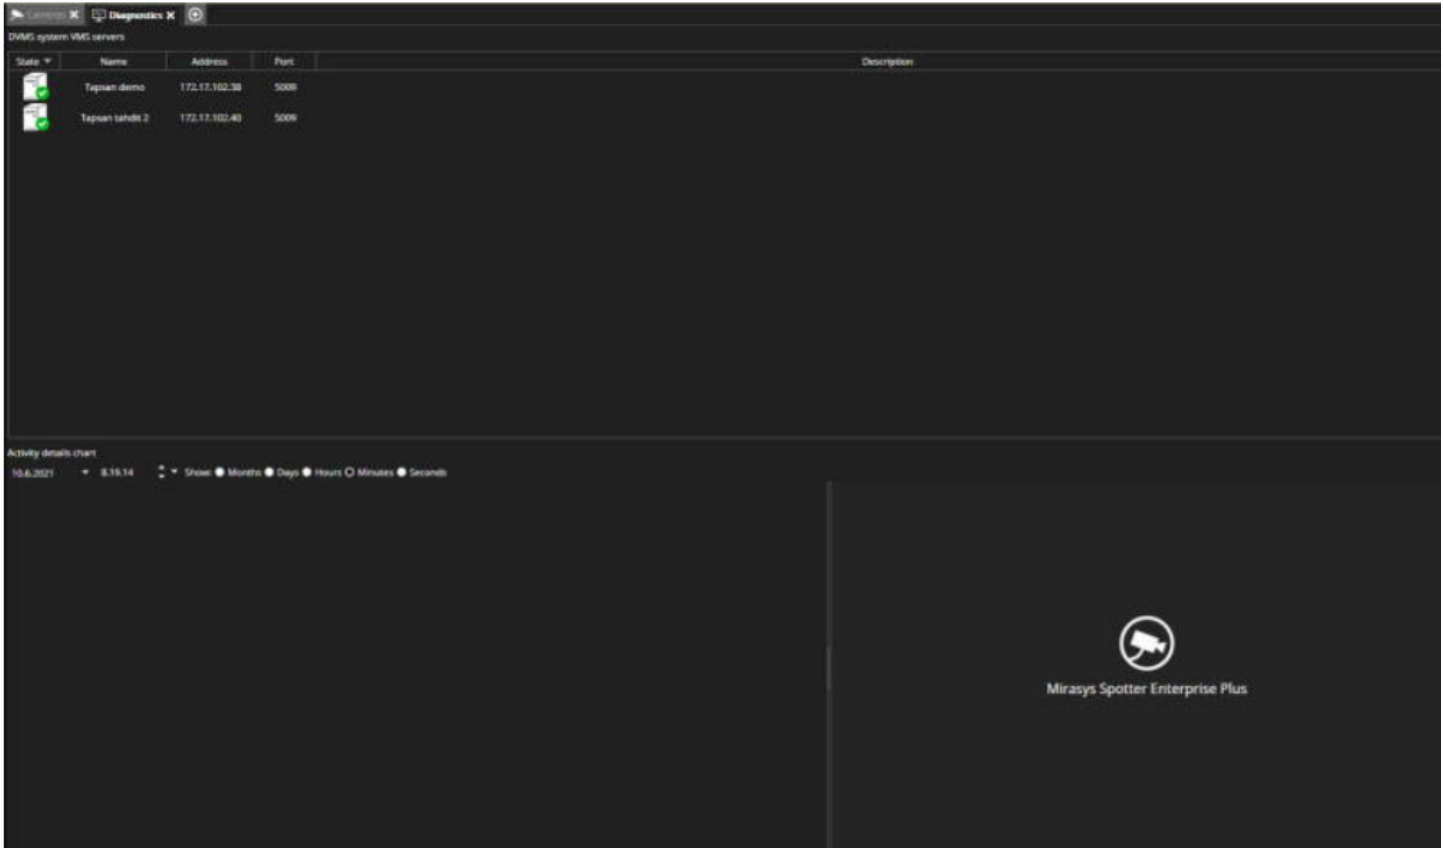 Cameras Diagnostics
DVMS system VMS servers
State Name Address Port Description
Tapsan demo 172.17.102.38 5009
Tapsan tahdit 2 172.17.102.40 5009
Activity details chart
10.6.2021 8.19.14 Show: Months Days Hours Minutes Seconds
Mirasys Spotter Enterprise Plus